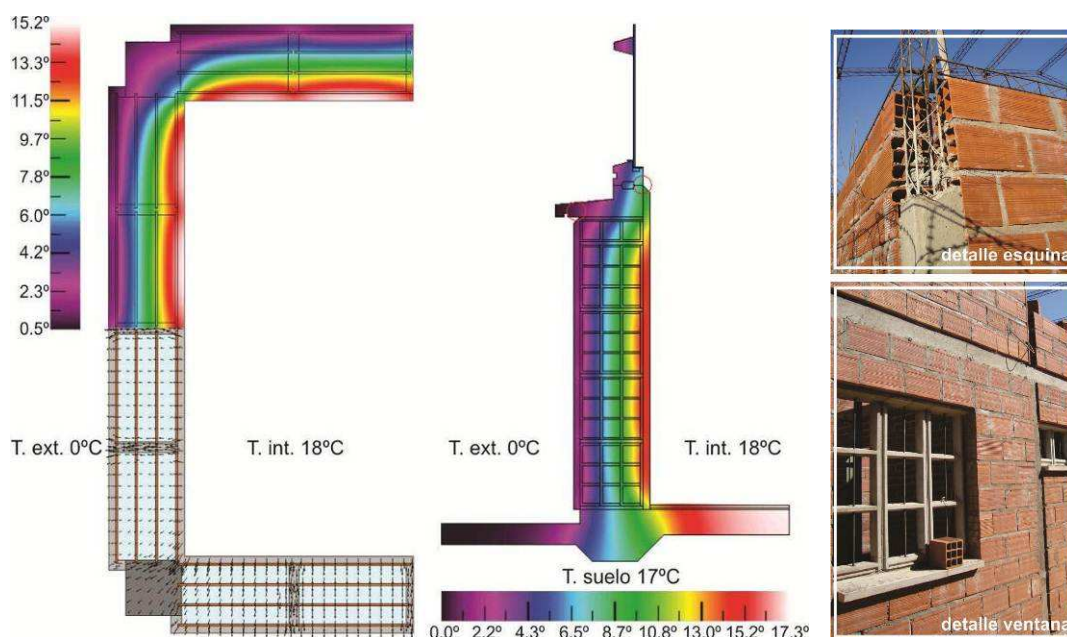 15.2º
13.3º
11.5º
9.7º
7.8º
6.0º
4.2º
2.3º
0.5º
T. ext. 0ºC
T. int. 18ºC
T. ext. 0ºC
T. int. 18ºC
T. suelo 17ºC
0.0º 2.2º 4.3º 6.5º 8.7º 10.8º 13.0º 15.2º 17.3º
detalle esquina
detalle ventana